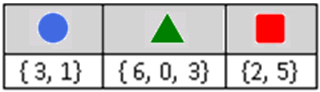 { 3, 1} {6, 0, 3} {2, 5}